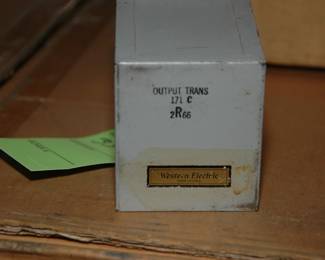 OUTPUT TRANS
171 C
2R66
Western Electric